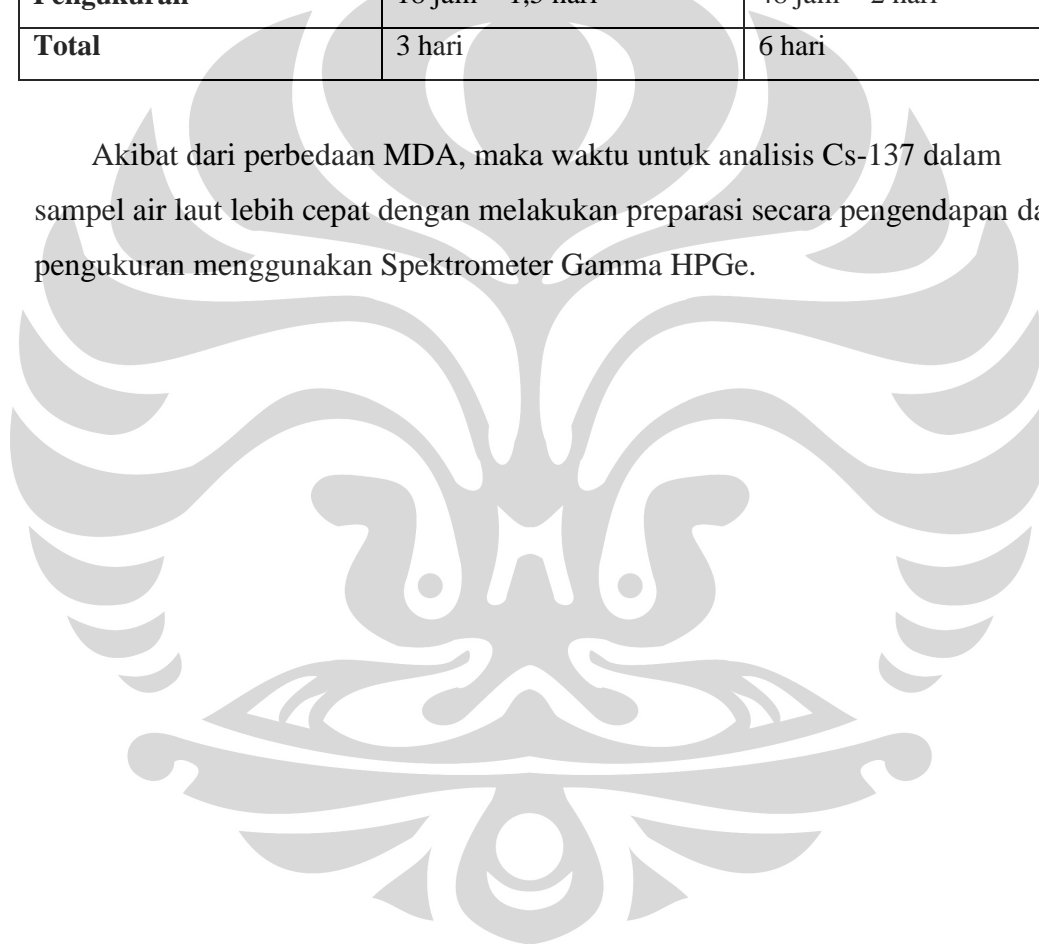 Total 3 hari 6 hari
Akibat dari perbedaan MDA, maka waktu untuk analisis Cs-137 dalam
sampel air laut lebih cepat dengan melakukan preparasi secara pengendapan
pengukuran menggunakan Spektrometer Gamma HPGe.